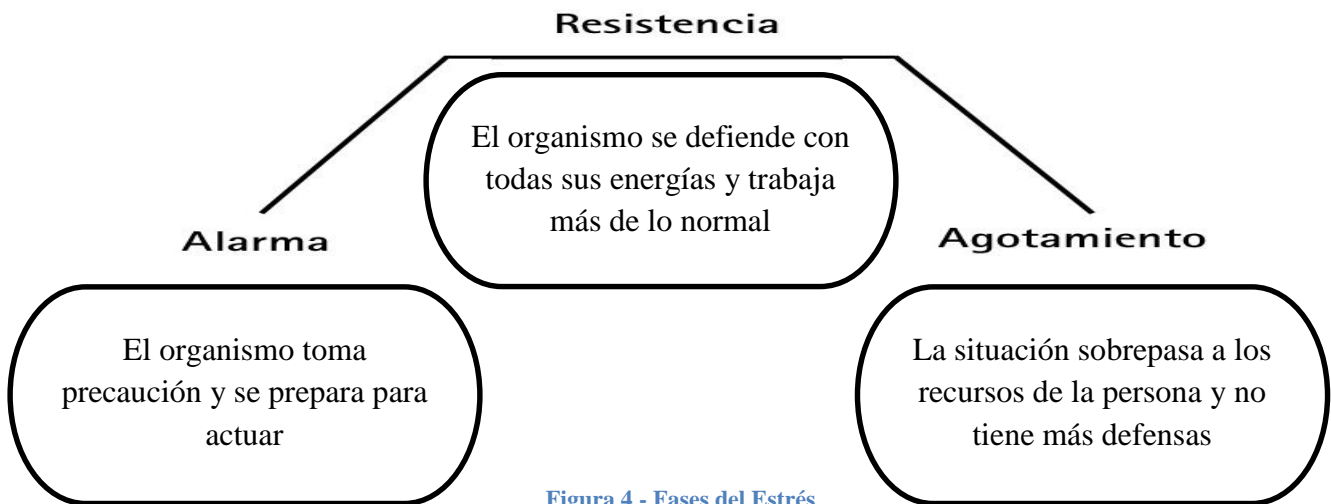 Resistencia
El organismo se defiende con
todas sus energías y trabaja
más de lo normal
Alarma
El organismo toma
precaución y se prepara para
actuar
Agotamiento
La situación sobrepasa a los
recursos de la persona y no
tiene más defensas
Figura 4 - Fases del Estrés